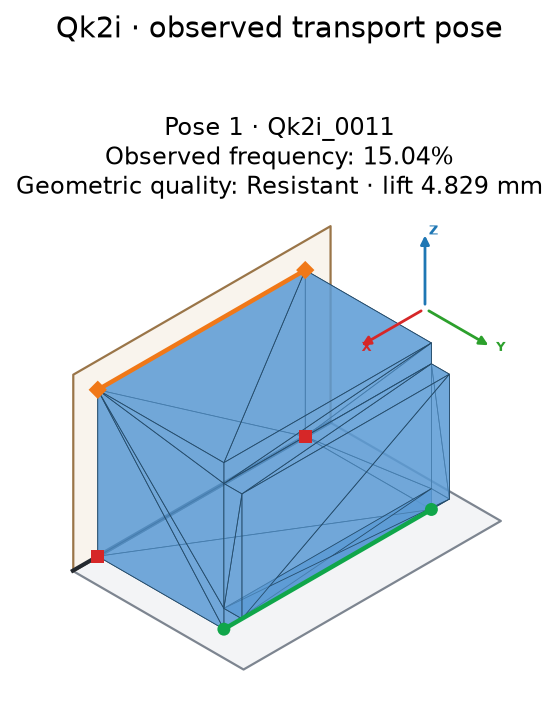 Qk2i · observed transport pose
Pose 1 · Qk2i_0011
Observed frequency: 15.04%
Geometric quality: Resistant · lift 4.829 mm
Z
X
Y